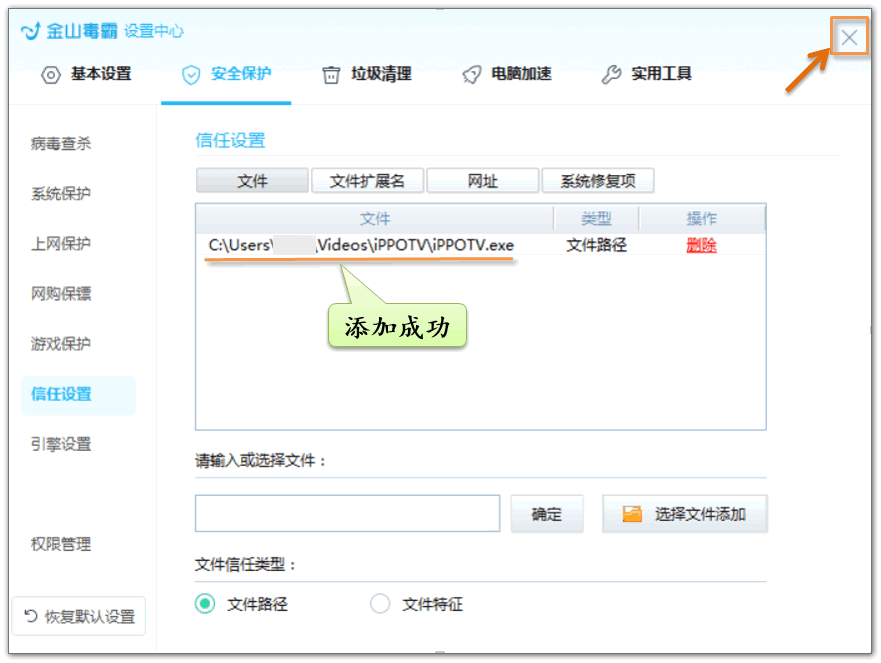 金山毒霸 设置中心
基本设置 安全保护 垃圾清理 电脑加速 实用工具
病毒查杀
系统保护
上网保护
网购保镖
游戏保护
信任设置
引擎设置
权限管理
恢复默认设置
信任设置
文件 文件扩展名 网址 系统修复项
文件 类型 操作
C:\Users\ \Videos\iPPOTV\iPPOTV.exe 文件路径 删除
添加成功
请输入或选择文件：
确定 选择文件添加
文件信任类型：
文件路径 文件特征